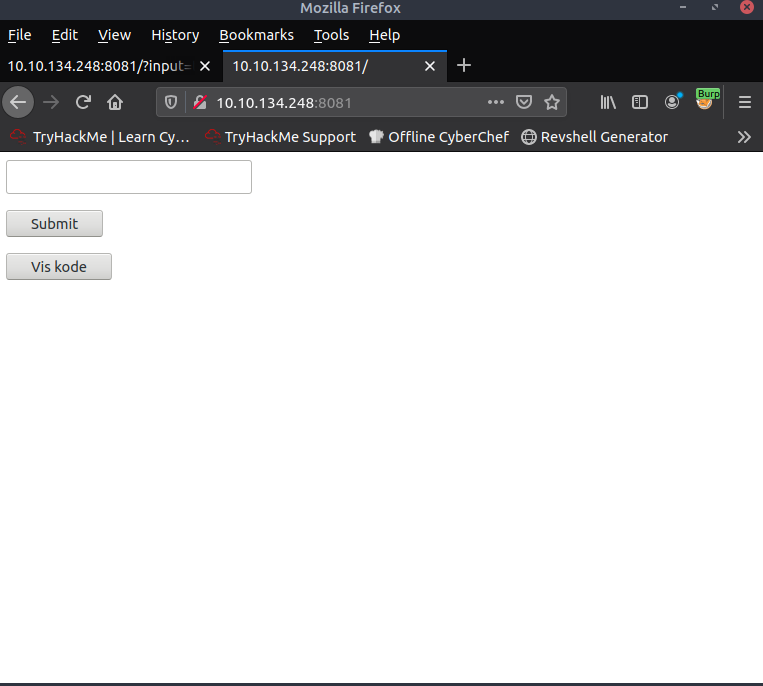 Mozilla Firefox
File Edit View History Bookmarks Tools Help
10.10.134.248:8081/?input= 10.10.134.248:8081/
10.10.134.248:8081 Burp
TryHackMe | Learn Cy… TryHackMe Support Offline CyberChef Revshell Generator
Submit
Vis kode